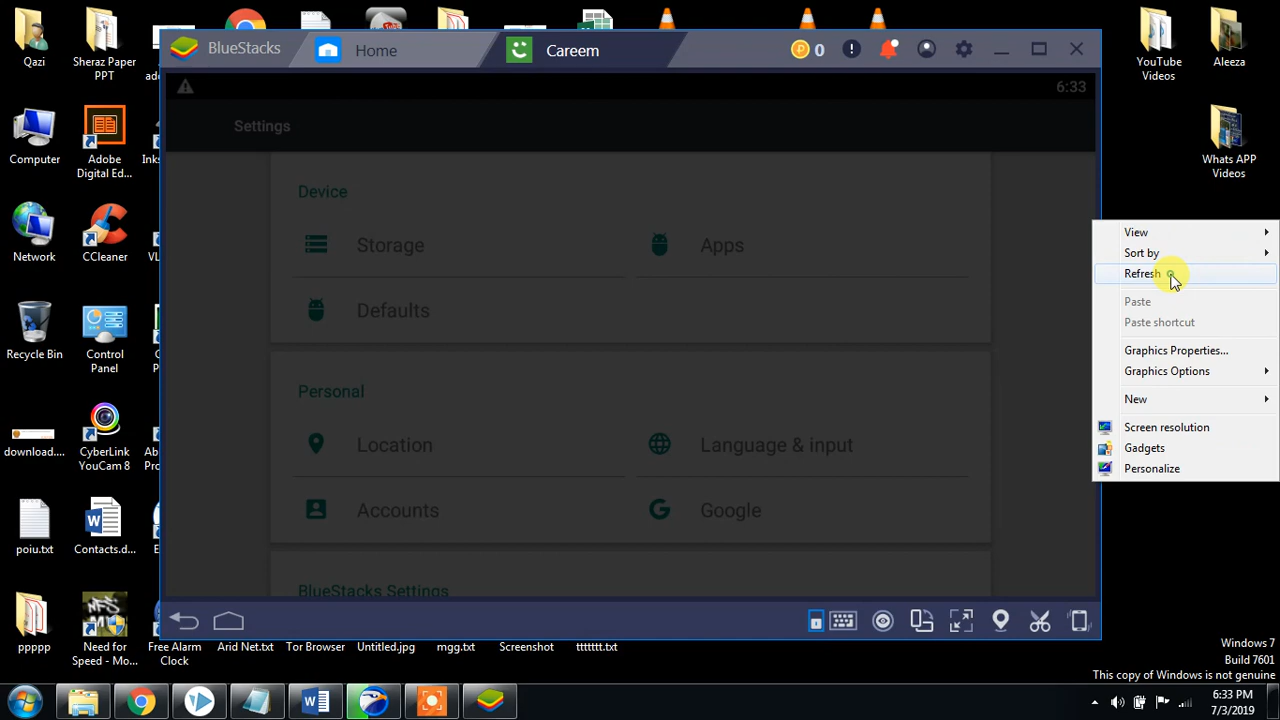 BlueStacks
Home
Careem
0
6:33
Settings
Device
Storage
Apps
Defaults
Personal
Location
Language & input
Accounts
Google
BlueStacks Settings
Qazi
Sheraz Paper
PPT
Computer
Adobe
Digital Ed...
Network
CCleaner
Recycle Bin
Control
Panel
download....
CyberLink
YouCam 8
poiu.txt
Contacts.d...
ppppp
Need for
Speed - Mo...
Free Alarm
Clock
Arid Net.txt
Tor Browser
Untitled.jpg
mgg.txt
Screenshot
ttttttt.txt
YouTube
Videos
Aleeza
Whats APP
Videos
View
Sort by
Refresh
Paste
Paste shortcut
Graphics Properties...
Graphics Options
New
Screen resolution
Gadgets
Personalize
Windows 7
Build 7601
This copy of Windows is not genuine
6:33 PM
7/3/2019